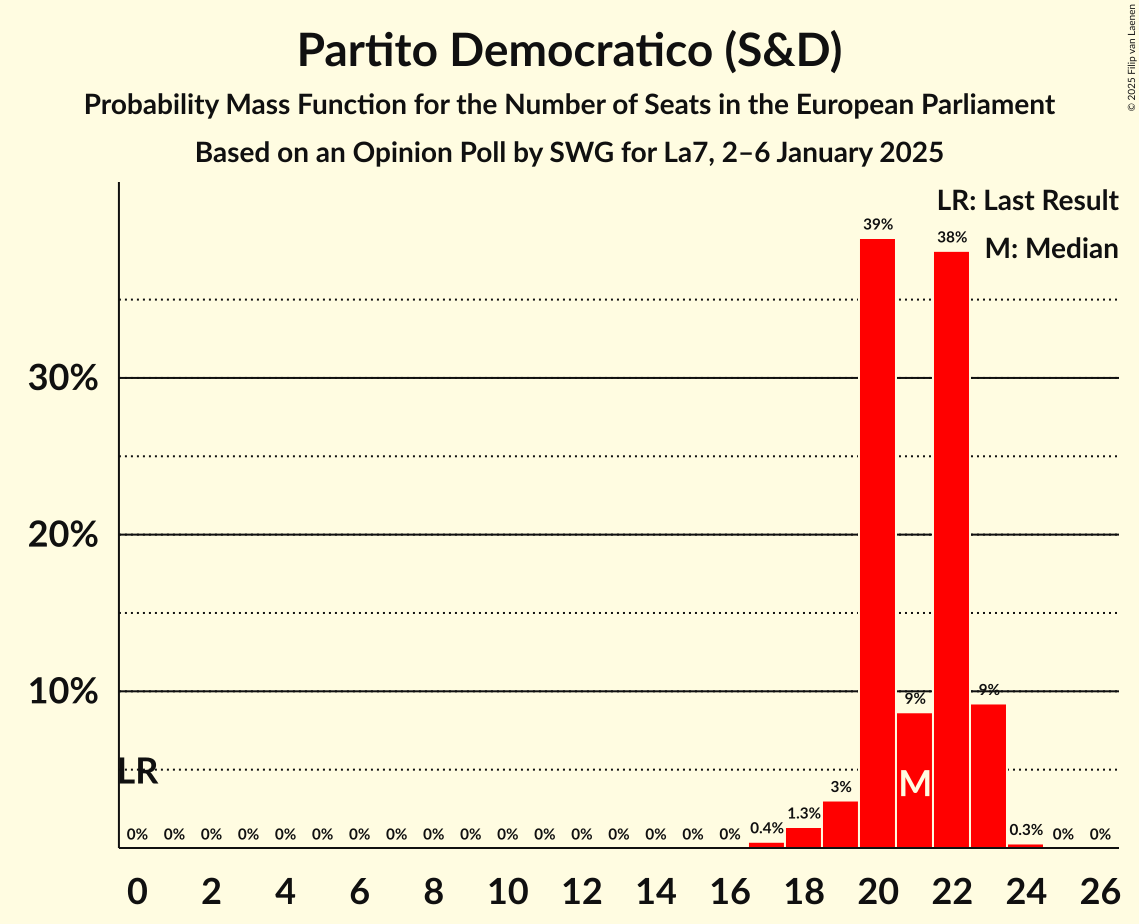 Partito Democratico (S&D)
Probability Mass Function for the Number of Seats in the European Parliament
Based on an Opinion Poll by SWG for La7, 2–6 January 2025
© 2025 Filip van Laenen
LR: Last Result
M: Median
39%
38%
30%
20%
10%
9%
9%
LR
M
3%
1.3%
0.4%
0.3%
0% 0% 0% 0% 0% 0% 0% 0% 0% 0% 0% 0% 0% 0% 0% 0% 0% 0% 0%
0 2 4 6 8 10 12 14 16 18 20 22 24 26